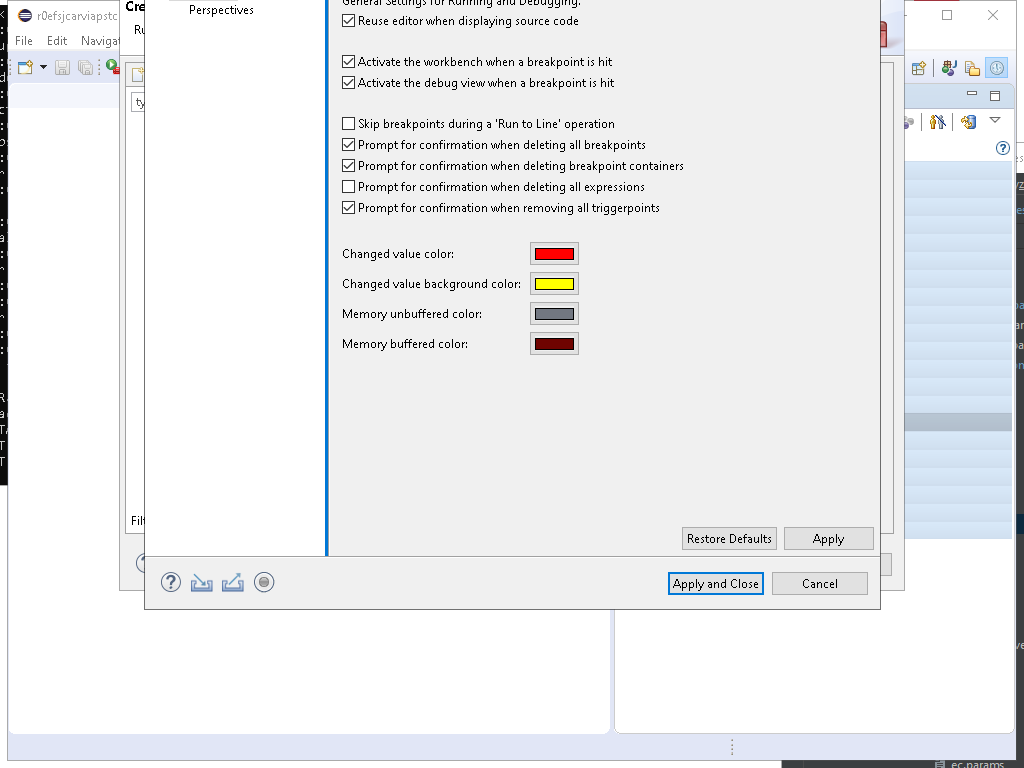 r0efsjcarviapstc
File Edit Navigat
Cre
Ru
ty
Filt
Perspectives
General Settings for Running and Debugging.
Reuse editor when displaying source code
Activate the workbench when a breakpoint is hit
Activate the debug view when a breakpoint is hit
Skip breakpoints during a 'Run to Line' operation
Prompt for confirmation when deleting all breakpoints
Prompt for confirmation when deleting breakpoint containers
Prompt for confirmation when deleting all expressions
Prompt for confirmation when removing all triggerpoints
Changed value color:
Changed value background color:
Memory unbuffered color:
Memory buffered color:
Restore Defaults Apply
Apply and Close Cancel
ec.params